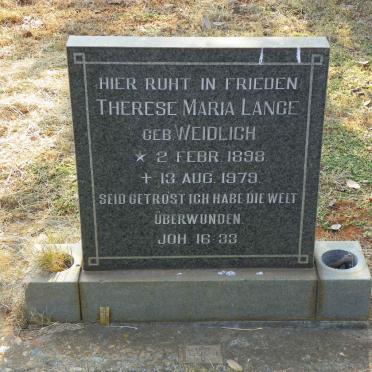 HIER RUHT IN FRIEDEN
THERESE MARIA LANGE
GEB WEIDLICH
* 2 FEBR 1898
+ 13 AUG 1979
SEID GETROST ICH HABE DIE WELT
ÜBERWUNDEN
JOH. 16 33